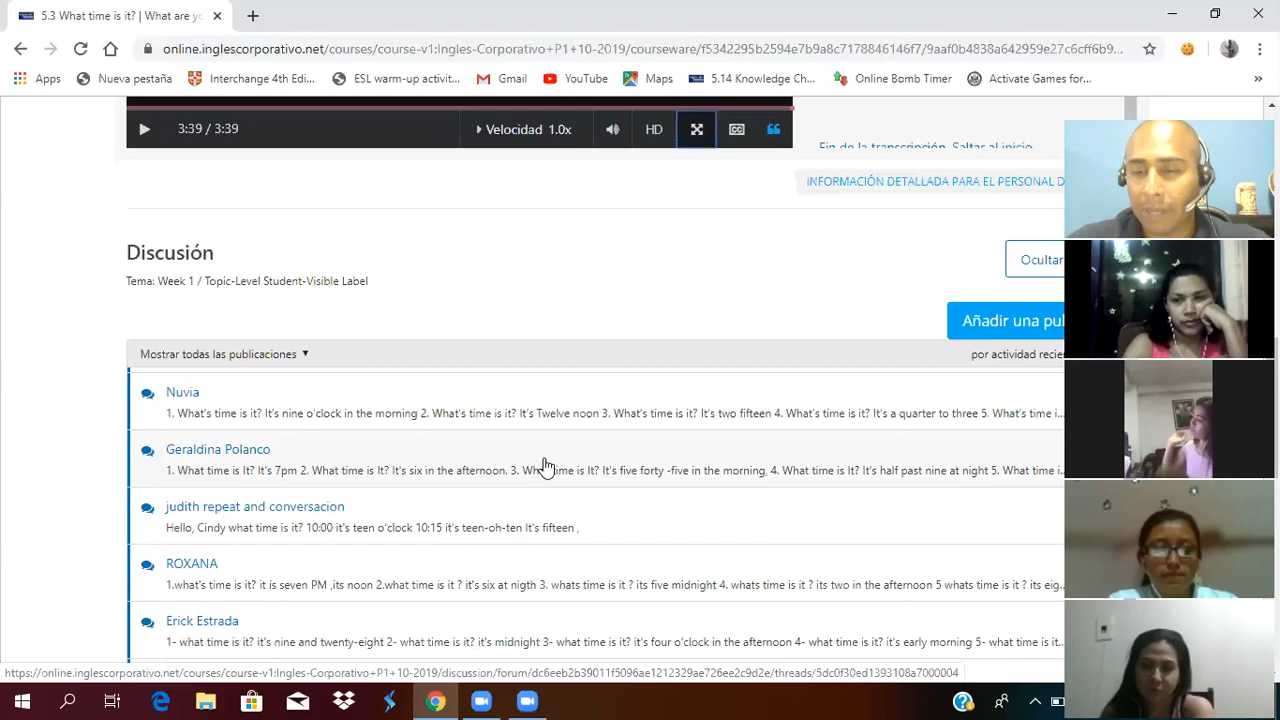 5.3 What time is it? | What are yo
online.inglescorporativo.net/courses/course-v1:Ingles-Corporativo+P1+10-2019/courseware/f5342295b2594e7b9a8c7178846146f7/9aaf0b4838a642959e27c6cff6b9...
Apps Nueva pestaña Interchange 4th Edi... ESL warm-up activit... Gmail YouTube Maps 5.14 Knowledge Ch... Online Bomb Timer Activate Games for... »
3:39 / 3:39 Velocidad 1.0x HD CC
Fin de la transcripción. Saltar al inicio
INFORMACIÓN DETALLADA PARA EL PERSONAL D
Discusión
Ocultar
Tema: Week 1 / Topic-Level Student-Visible Label
Añadir una pul
Mostrar todas las publicaciones por actividad recie
Nuvia
1. What's time is it? It's nine o'clock in the morning 2. What's time is it? It's Twelve noon 3. What's time is it? It's two fifteen 4. What's time is it? It's a quarter to three 5. What's time is i...
Geraldina Polanco
1. What time is It? It's 7pm 2. What time is It? It's six in the afternoon. 3. What time is It? It's five forty -five in the morning, 4. What time is It? It's half past nine at night 5. What time i...
judith repeat and conversacion
Hello, Cindy what time is it? 10:00 it's teen o'clock 10:15 it's teen-oh-ten It's fifteen ,
ROXANA
1.what's time is it? it is seven PM ,its noon 2.what time is it ? it's six at nigth 3. whats time is it ? its five midnight 4. whats time is it ? its two in the afternoon 5 whats time is it ? its eig...
Erick Estrada
1- what time is it? it's nine and twenty-eight 2- what time is it? it's midnight 3- what time is it? it's four o'clock in the afternoon 4- what time is it? it's early morning 5- what time is it...
https://online.inglescorporativo.net/courses/course-v1:Ingles-Corporativo+P1+10-2019/discussion/forum/dc6eeb2b39011f5096ae1212329ae726ee2c9d2e/threads/5dc0f30ed1393108a7000004